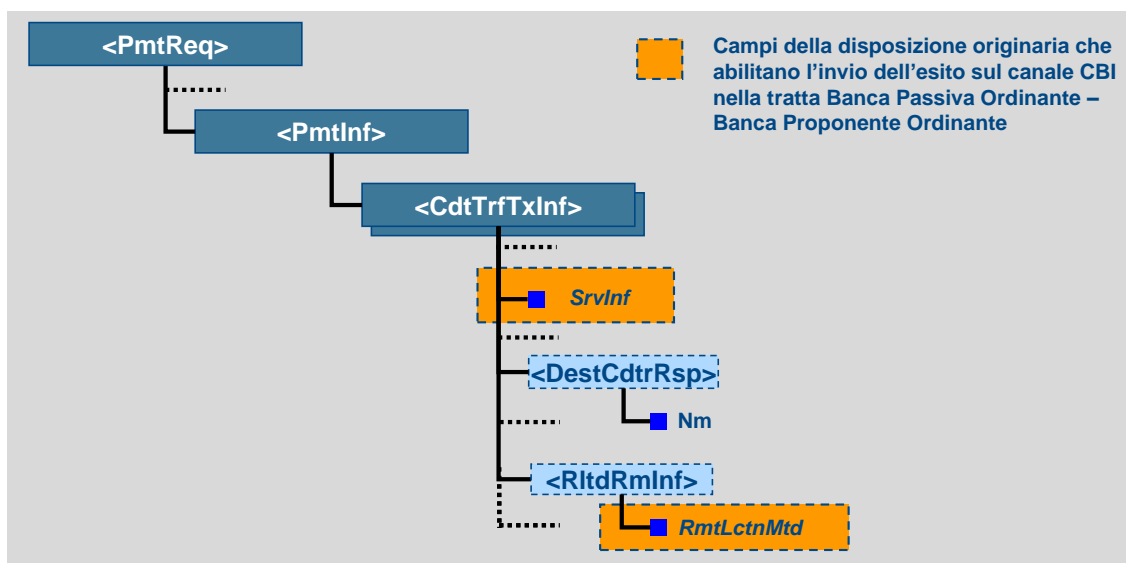 <PmtReq>
Campi della disposizione originaria che
abilitano l'invio dell'esito sul canale CBI
nella tratta Banca Passiva Ordinante –
Banca Proponente Ordinante
<PmtInf>
<CdtTrfTxInf>
SrvInf
<DestCdtrRsp>
Nm
<RltdRmInf>
RmtLctnMtd